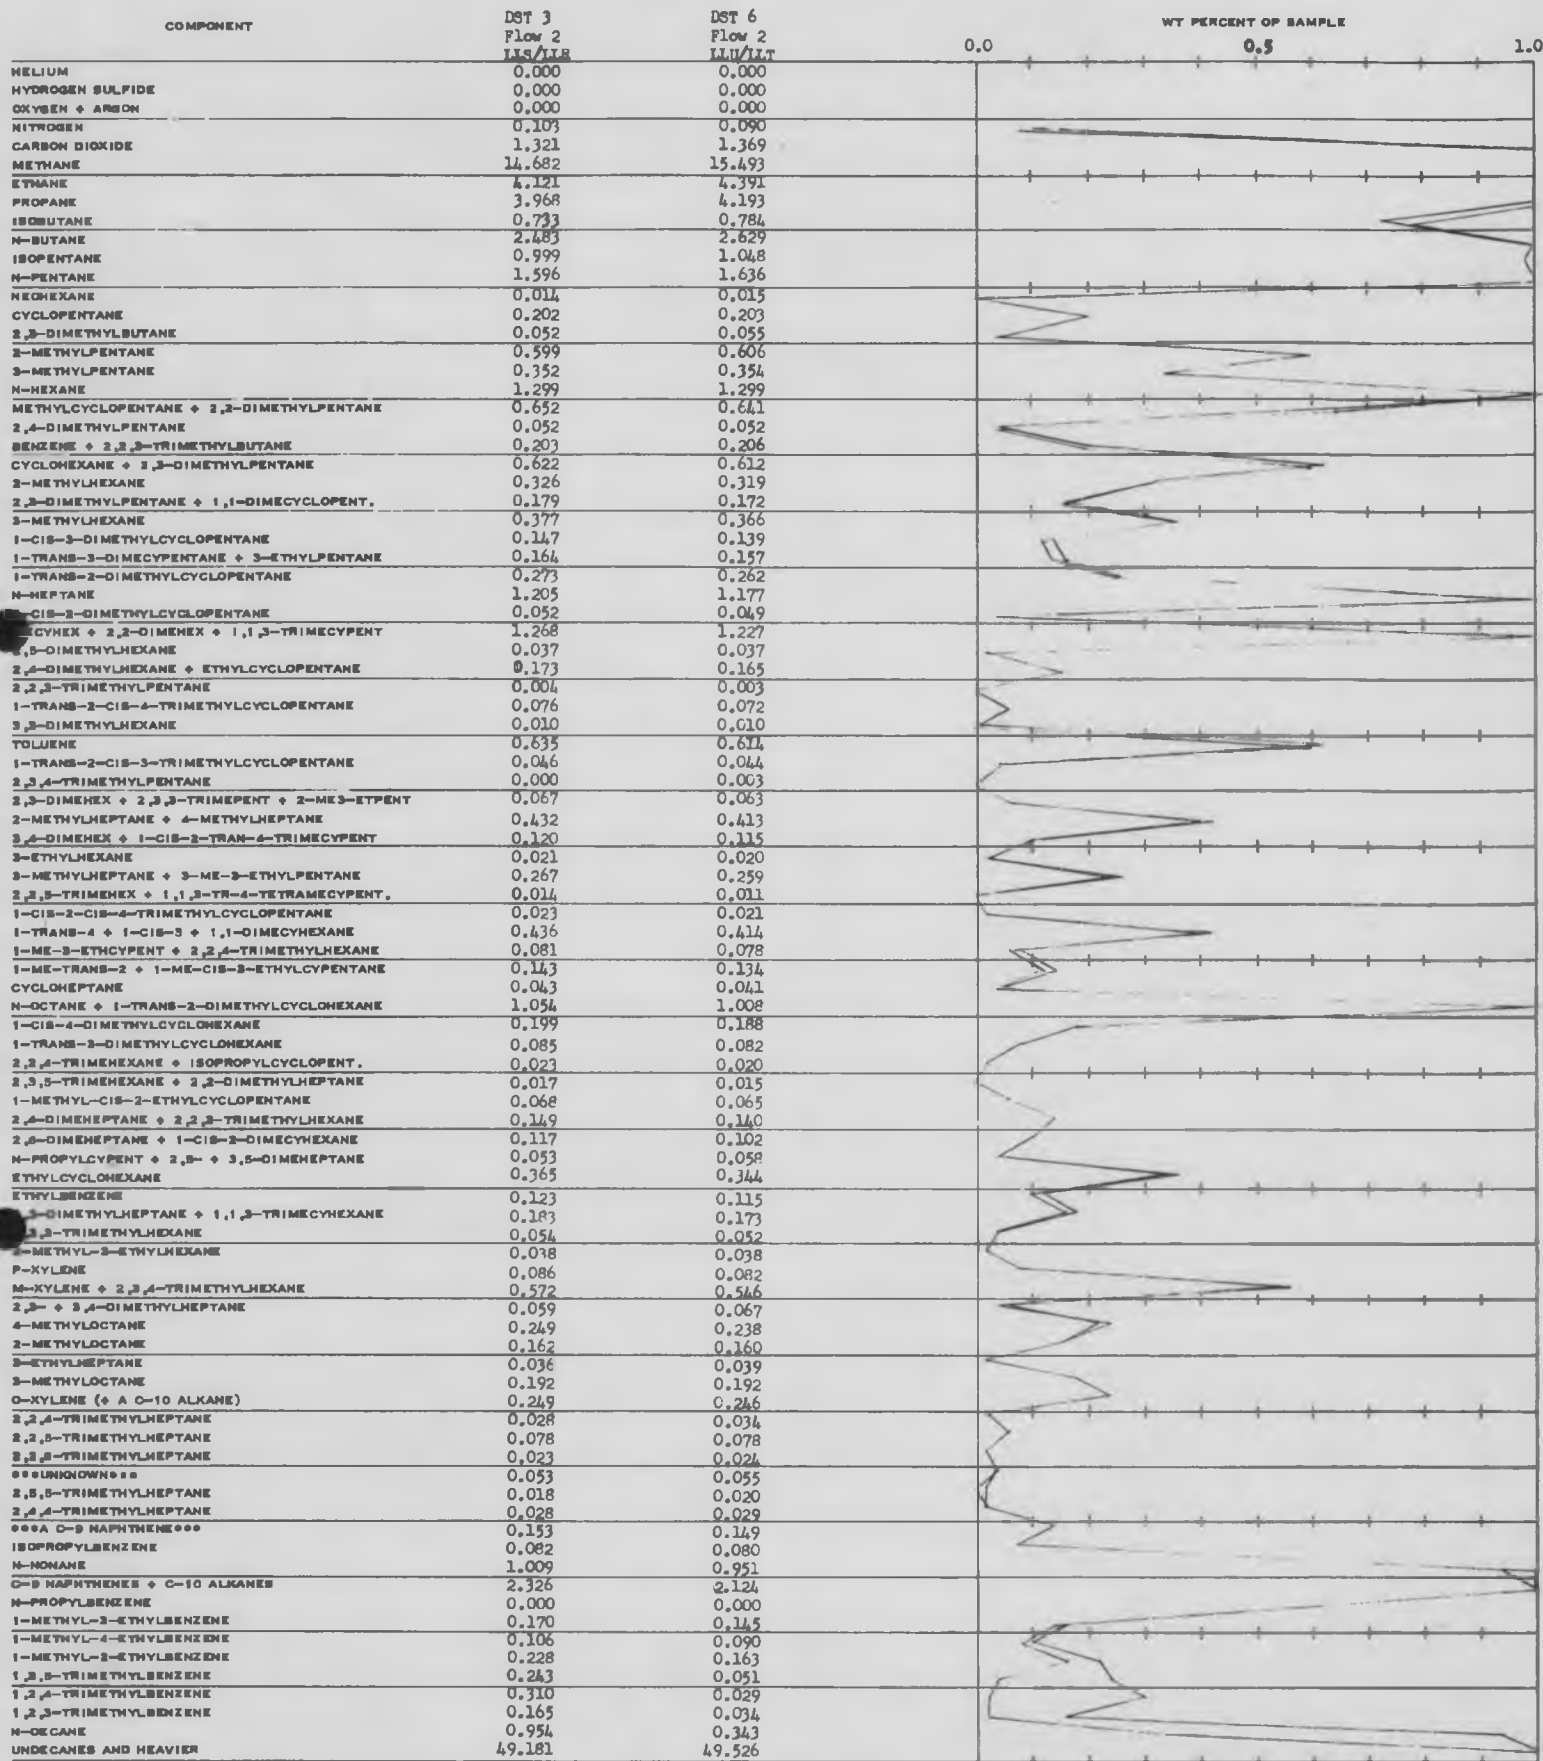 COMPONENT DST 3 DST 6 WT PERCENT OF SAMPLE
Flow 2 Flow 2
LLS/LLR LLU/LLT 0.0 0.5 1.0
HELIUM 0.000 0.000
HYDROGEN SULFIDE 0.000 0.000
OXYGEN + ARGON 0.000 0.000
NITROGEN 0.103 0.090
CARBON DIOXIDE 1.321 1.369
METHANE 14.682 15.493
ETHANE 4.121 4.391
PROPANE 3.968 4.193
ISOBUTANE 0.733 0.784
N-BUTANE 2.483 2.629
ISOPENTANE 0.999 1.048
N-PENTANE 1.596 1.636
NEOHEXANE 0.014 0.015
CYCLOPENTANE 0.202 0.203
2,3-DIMETHYLBUTANE 0.052 0.055
2-METHYLPENTANE 0.599 0.606
3-METHYLPENTANE 0.352 0.354
N-HEXANE 1.299 1.299
METHYLCYCLOPENTANE + 2,2-DIMETHYLPENTANE 0.652 0.641
2,4-DIMETHYLPENTANE 0.052 0.052
BENZENE + 2,2,3-TRIMETHYLBUTANE 0.203 0.206
CYCLOHEXANE + 3,3-DIMETHYLPENTANE 0.622 0.612
2-METHYLHEXANE 0.326 0.319
2,3-DIMETHYLPENTANE + 1,1-DIMECYCLOPENT. 0.179 0.172
3-METHYLHEXANE 0.377 0.366
1-CIS-3-DIMETHYLCYCLOPENTANE 0.147 0.139
1-TRANS-3-DIMECYPENTANE + 3-ETHYLPENTANE 0.164 0.157
1-TRANS-2-DIMETHYLCYCLOPENTANE 0.273 0.262
N-HEPTANE 1.205 1.177
-CIS-2-DIMETHYLCYCLOPENTANE 0.052 0.049
ECYHEX + 2,2-DIMEHEX + 1,1,3-TRIMECYPENT 1.268 1.227
2,5-DIMETHYLHEXANE 0.037 0.037
2,4-DIMETHYLHEXANE + ETHYLCYCLOPENTANE 0.173 0.165
2,2,3-TRIMETHYLPENTANE 0.004 0.003
1-TRANS-2-CIS-4-TRIMETHYLCYCLOPENTANE 0.076 0.072
3,3-DIMETHYLHEXANE 0.010 0.010
TOLUENE 0.635 0.614
1-TRANS-2-CIS-3-TRIMETHYLCYCLOPENTANE 0.046 0.044
2,3,4-TRIMETHYLPENTANE 0.000 0.003
2,3-DIMEHEX + 2,3,3-TRIMEPENT + 2-ME3-ETPENT 0.067 0.063
2-METHYLHEPTANE + 4-METHYLHEPTANE 0.432 0.413
3,4-DIMEHEX + 1-CIS-2-TRAN-4-TRIMECYPENT 0.120 0.115
3-ETHYLHEXANE 0.021 0.020
3-METHYLHEPTANE + 3-ME-3-ETHYLPENTANE 0.267 0.259
2,2,5-TRIMEHEX + 1,1,3-TR-4-TETRAMECYPENT. 0.014 0.011
1-CIS-2-CIS-4-TRIMETHYLCYCLOPENTANE 0.023 0.021
1-TRANS-4 + 1-CIS-3 + 1,1-DIMECYHEXANE 0.436 0.414
1-ME-3-ETHCYPENT + 2,2,4-TRIMETHYLHEXANE 0.081 0.078
1-ME-TRANS-2 + 1-ME-CIS-3-ETHYLCYPENTANE 0.143 0.134
CYCLOHEPTANE 0.043 0.041
N-OCTANE + 1-TRANS-2-DIMETHYLCYCLOHEXANE 1.054 1.008
1-CIS-4-DIMETHYLCYCLOHEXANE 0.199 0.188
1-TRANS-3-DIMETHYLCYCLOHEXANE 0.085 0.082
2,2,4-TRIMEHEXANE + ISOPROPYLCYCLOPENT. 0.023 0.020
2,3,5-TRIMEHEXANE + 2,2-DIMETHYLHEPTANE 0.017 0.015
1-METHYL-CIS-2-ETHYLCYCLOPENTANE 0.068 0.065
2,4-DIMEHEPTANE + 2,2,3-TRIMETHYLHEXANE 0.149 0.140
2,6-DIMEHEPTANE + 1-CIS-2-DIMECYHEXANE 0.117 0.102
N-PROPYLCYPENT + 2,5- + 3,5-DIMEHEPTANE 0.053 0.058
ETHYLCYCLOHEXANE 0.365 0.344
ETHYLBENZENE 0.123 0.115
3-DIMETHYLHEPTANE + 1,1,3-TRIMECYHEXANE 0.183 0.173
3,3-TRIMETHYLHEXANE 0.054 0.052
2-METHYL-3-ETHYLHEXANE 0.038 0.038
P-XYLENE 0.086 0.082
M-XYLENE + 2,3,4-TRIMETHYLHEXANE 0.572 0.546
2,3- + 3,4-DIMETHYLHEPTANE 0.059 0.067
4-METHYLOCTANE 0.249 0.238
2-METHYLOCTANE 0.162 0.160
3-ETHYLHEPTANE 0.036 0.039
3-METHYLOCTANE 0.192 0.192
O-XYLENE (+ A C-10 ALKANE) 0.249 0.246
2,2,4-TRIMETHYLHEPTANE 0.028 0.034
2,2,5-TRIMETHYLHEPTANE 0.078 0.078
2,2,6-TRIMETHYLHEPTANE 0.023 0.024
***UNKNOWN*** 0.053 0.055
2,5,5-TRIMETHYLHEPTANE 0.018 0.020
2,4,4-TRIMETHYLHEPTANE 0.028 0.029
***A C-9 NAPHTHENE*** 0.153 0.149
ISOPROPYLBENZENE 0.082 0.080
N-NONANE 1.009 0.951
C-9 NAPHTHENES + C-10 ALKANES 2.326 2.124
N-PROPYLBENZENE 0.000 0.000
1-METHYL-3-ETHYLBENZENE 0.170 0.145
1-METHYL-4-ETHYLBENZENE 0.106 0.090
1-METHYL-2-ETHYLBENZENE 0.228 0.163
1,3,5-TRIMETHYLBENZENE 0.243 0.051
1,2,4-TRIMETHYLBENZENE 0.310 0.029
1,2,3-TRIMETHYLBENZENE 0.165 0.034
N-DECANE 0.954 0.343
UNDECANES AND HEAVIER 49.181 49.526